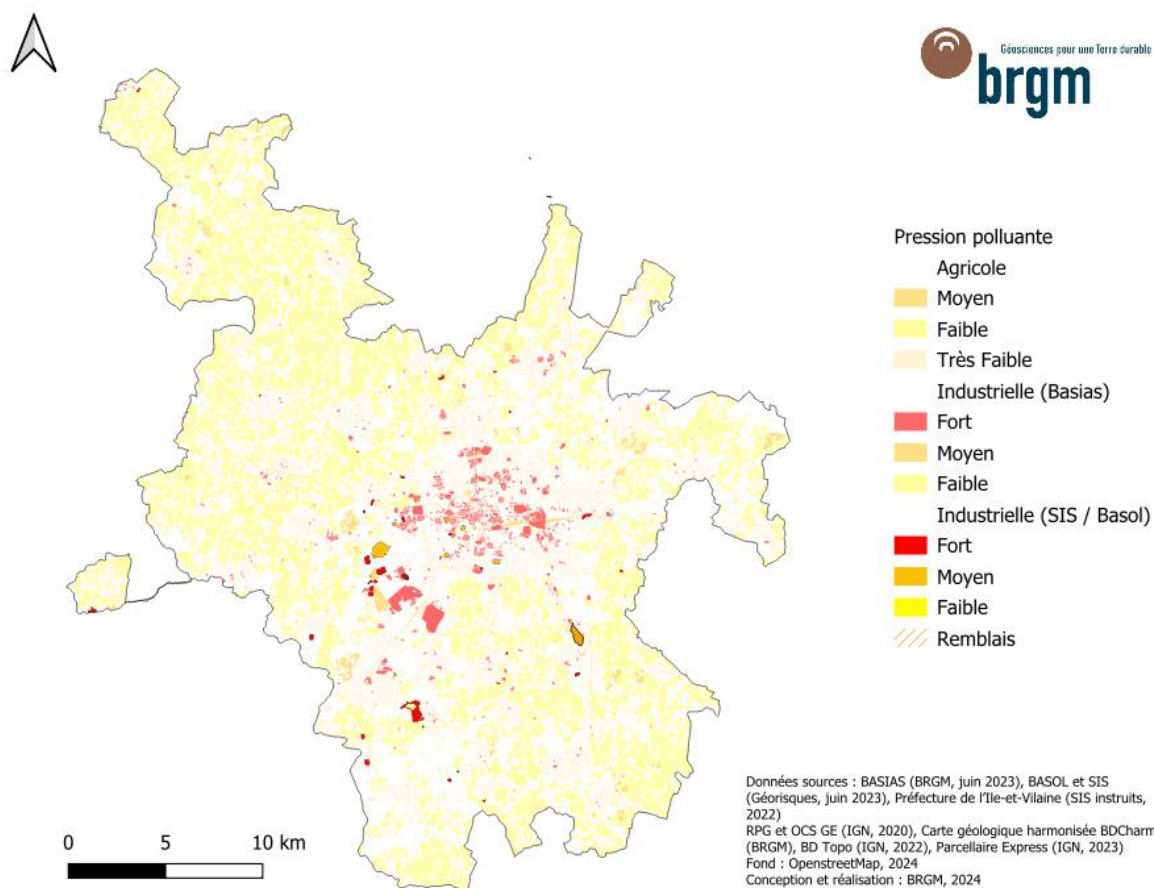 Géosciences pour une Terre durable
brgm
Pression polluante
Agricole
Moyen
Faible
Très Faible
Industrielle (Basias)
Fort
Moyen
Faible
Industrielle (SIS / Basol)
Fort
Moyen
Faible
Remblais
0 5 10 km
Données sources : BASIAS (BRGM, juin 2023), BASOL et SIS
(Géorisques, juin 2023), Préfecture de l'Ile-et-Vilaine (SIS instruits,
2022)
RPG et OCS GE (IGN, 2020), Carte géologique harmonisée BDCharm
(BRGM), BD Topo (IGN, 2022), Parcellaire Express (IGN, 2023)
Fond : OpenstreetMap, 2024
Conception et réalisation : BRGM, 2024